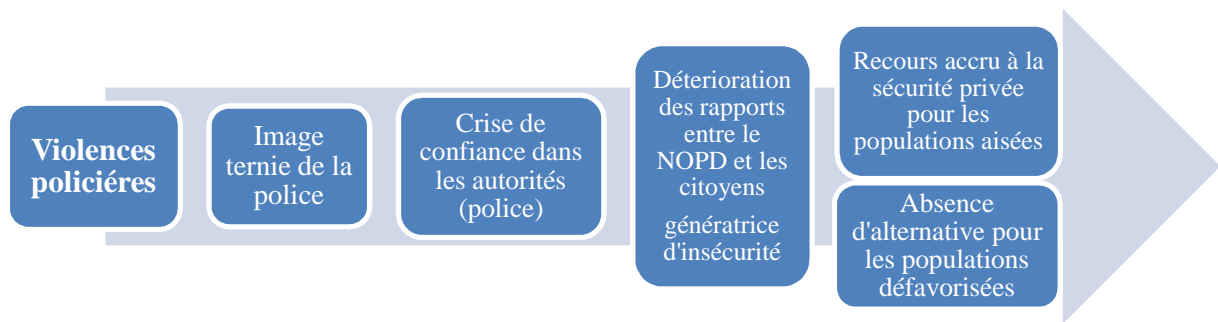 Violences
policiéres
Image
ternie de la
police
Crise de
confiance dans
les autorités
(police)
Déterioration
des rapports
entre le
NOPD et les
citoyens
génératrice
d'insécurité
Recours accru à la
sécurité privée
pour les
populations aisées
Absence
d'alternative pour
les populations
défavorisées